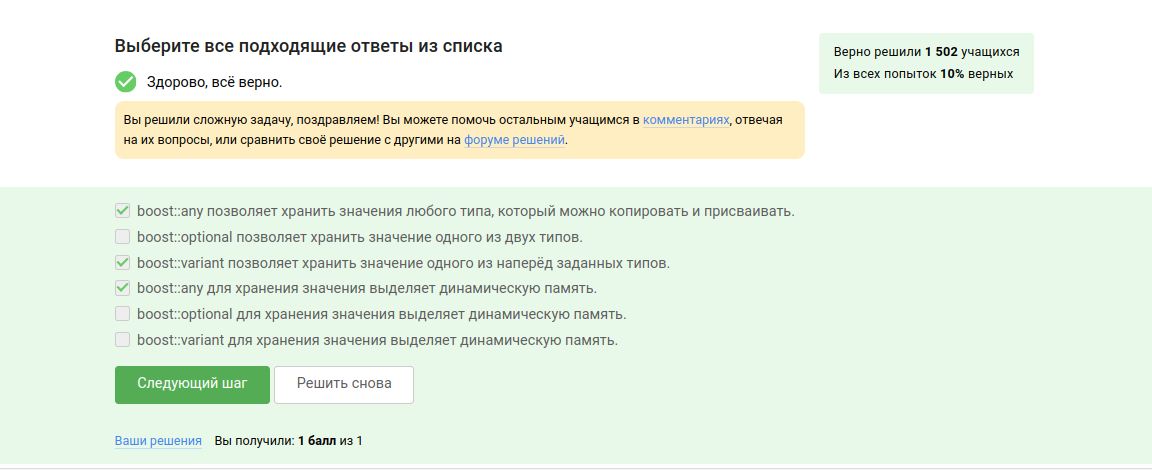 Выберите все подходящие ответы из списка
Верно решили 1 502 учащихся
Из всех попыток 10% верных
Здорово, всё верно.
Вы решили сложную задачу, поздравляем! Вы можете помочь остальным учащимся в комментариях, отвечая
на их вопросы, или сравнить своё решение с другими на форуме решений.
boost::any позволяет хранить значения любого типа, который можно копировать и присваивать.
boost::optional позволяет хранить значение одного из двух типов.
boost::variant позволяет хранить значение одного из наперёд заданных типов.
boost::any для хранения значения выделяет динамическую память.
boost::optional для хранения значения выделяет динамическую память.
boost::variant для хранения значения выделяет динамическую память.
Следующий шаг
Решить снова
Ваши решения Вы получили: 1 балл из 1